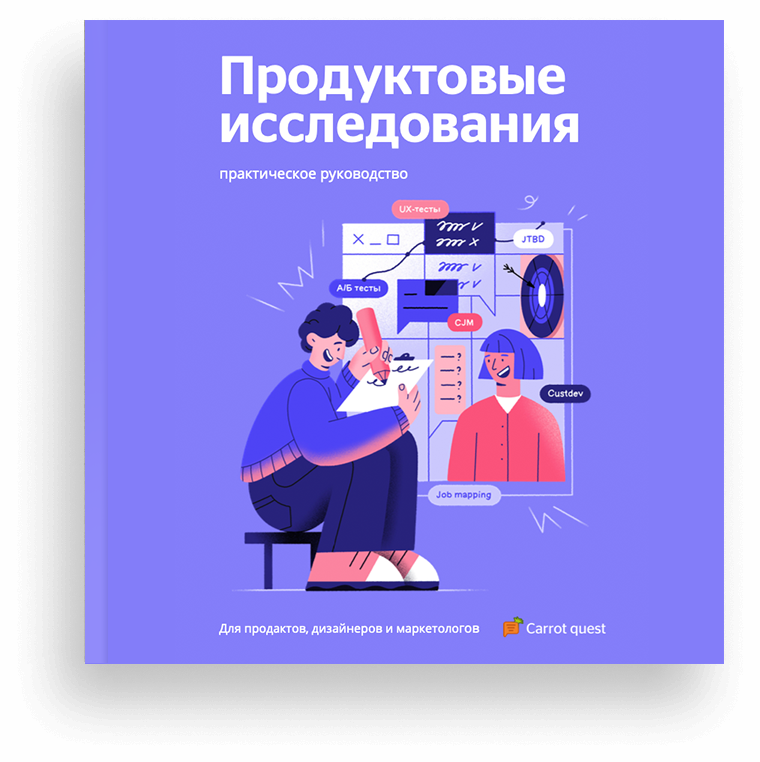 Продуктовые
исследования
практическое руководство
UX-тесты
JTBD
А/Б тесты
CJM
Custdev
Job mapping
Для продактов, дизайнеров и маркетологов
Carrot quest